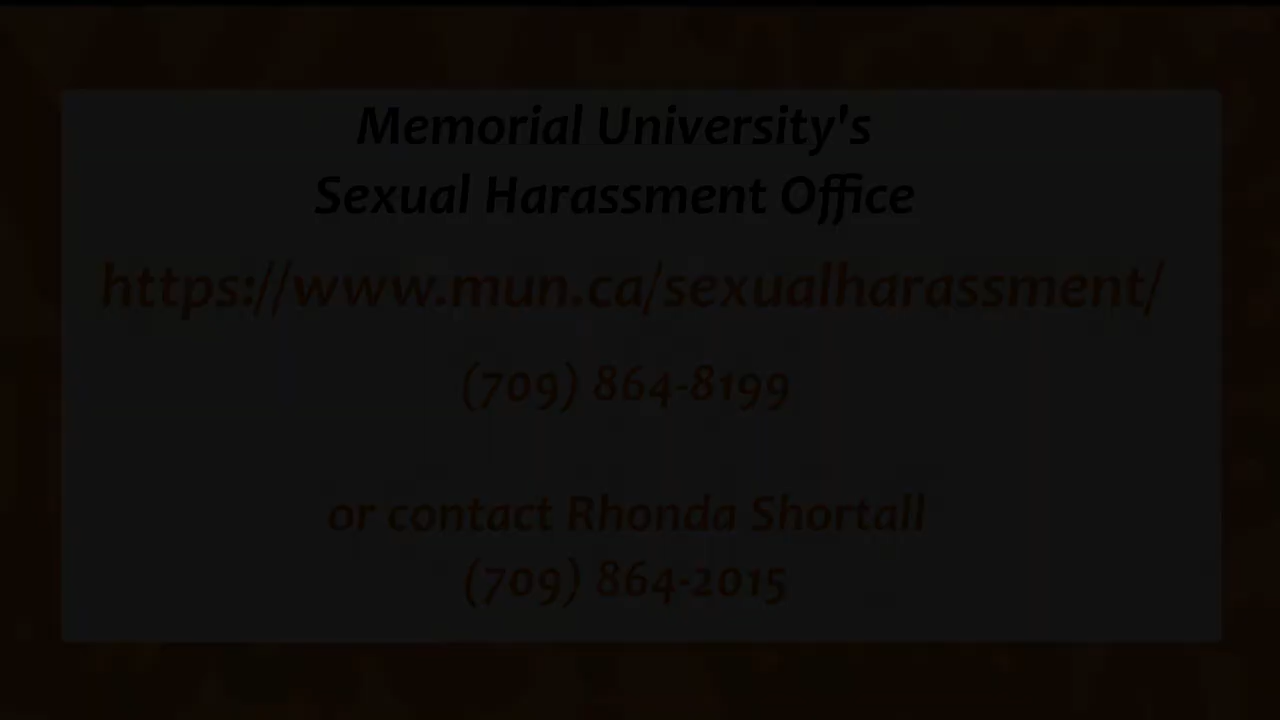 Memorial University's
Sexual Harassment Office
https://www.mun.ca/sexualharassment/
(709) 864-8199
or contact Rhonda Shortall
(709) 864-2015